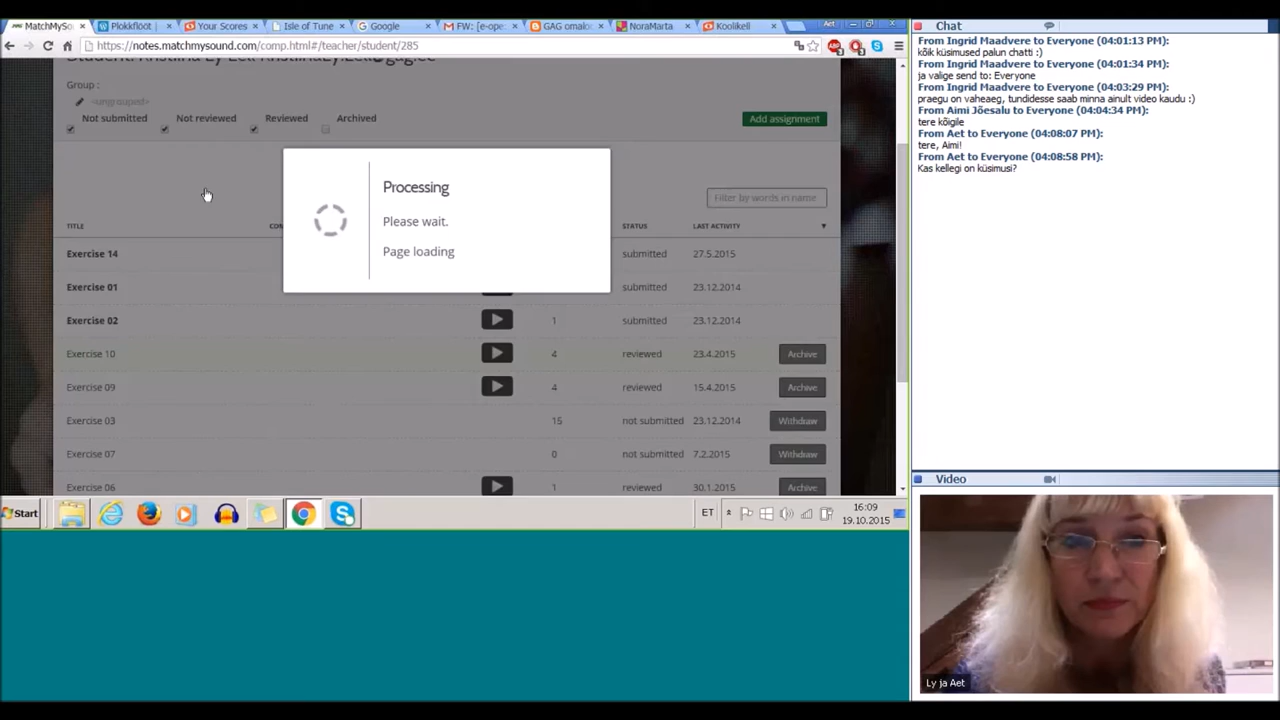 MatchMySo
Plokkflööt
Your Scores
Isle of Tune
Google
FW: [e-ope
GAG omalo
NoraMarta
Koolikell
Aet
https://notes.matchmysound.com/comp.html#/teacher/student/285
Group :
<ungrouped>
Not submitted
Not reviewed
Reviewed
Archived
Add assignment
Processing
Please wait.
Page loading
Filter by words in name
TITLE
STATUS
LAST ACTIVITY
Exercise 14 submitted 27.5.2015
Exercise 01 submitted 23.12.2014
Exercise 02 1 submitted 23.12.2014
Exercise 10 4 reviewed 23.4.2015 Archive
Exercise 09 4 reviewed 15.4.2015 Archive
Exercise 03 15 not submitted 23.12.2014 Withdraw
Exercise 07 0 not submitted 7.2.2015 Withdraw
Exercise 06 1 reviewed 30.1.2015 Archive
Start
ET
16:09
19.10.2015
Chat
From Ingrid Maadvere to Everyone (04:01:13 PM):
kõik küsimused palun chatti :)
From Ingrid Maadvere to Everyone (04:01:34 PM):
ja valige send to: Everyone
From Ingrid Maadvere to Everyone (04:03:29 PM):
praegu on vaheaeg, tundidesse saab minna ainult video kaudu :)
From Aimi Jõesalu to Everyone (04:04:34 PM):
tere kõigile
From Aet to Everyone (04:08:07 PM):
tere, Aimi!
From Aet to Everyone (04:08:58 PM):
Kas kellegi on küsimusi?
Video
Ly ja Aet